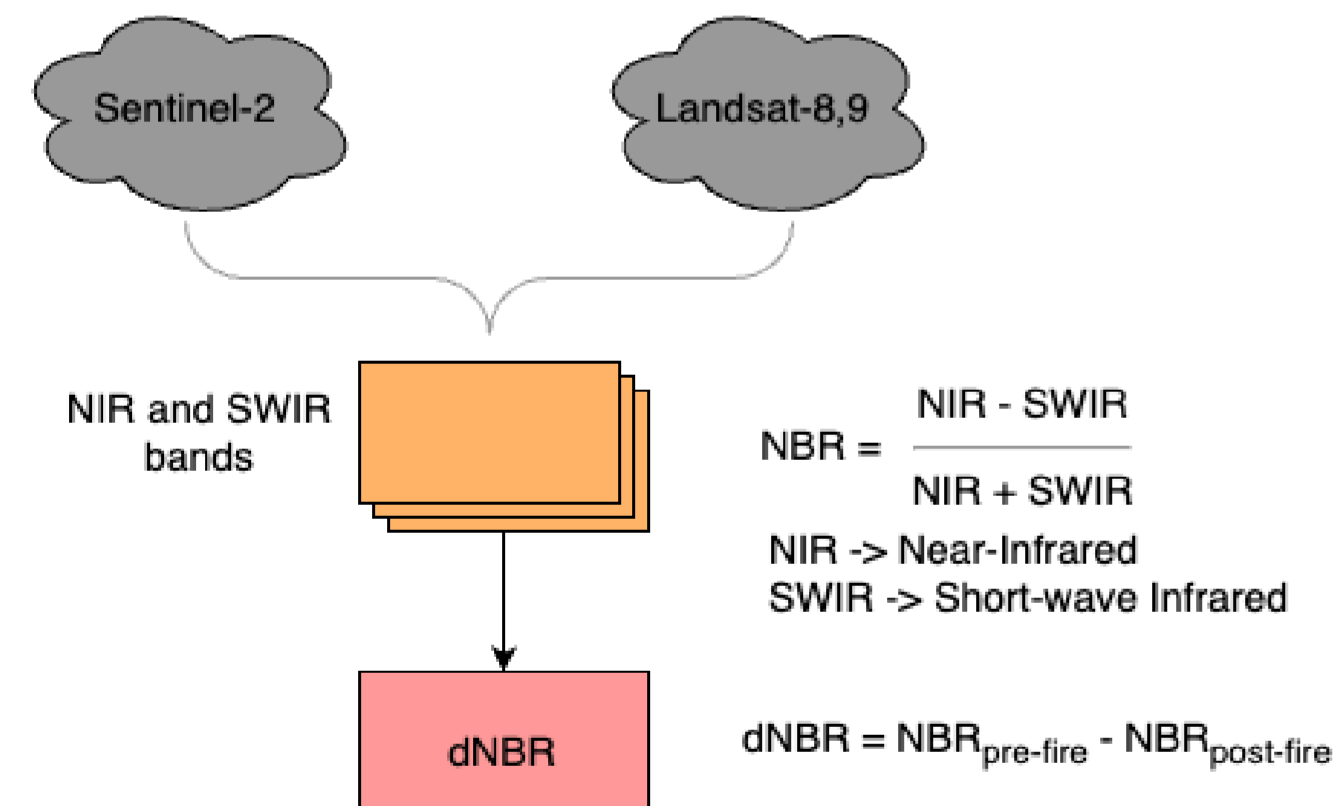 Sentinel-2
Landsat-8,9
NIR and SWIR
bands
NBR =
NIR - SWIR
NIR + SWIR
NIR -> Near-Infrared
SWIR -> Short-wave Infrared
dNBR
dNBR = NBRpre-fire - NBRpost-fire